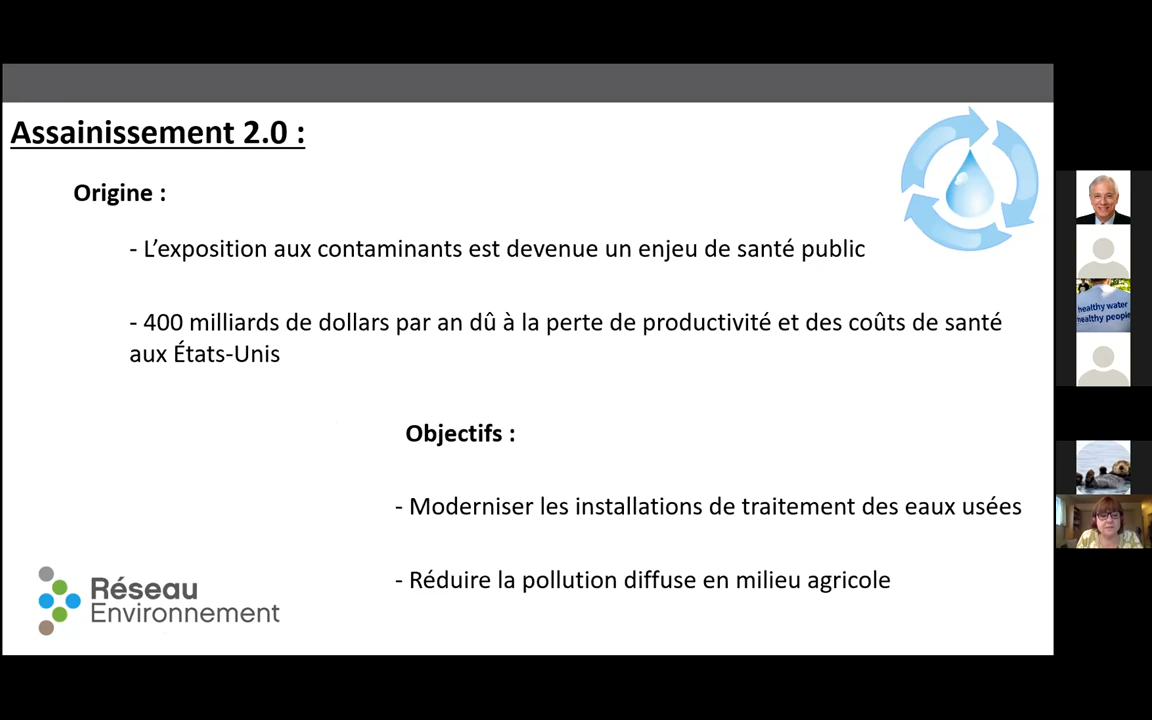 Assainissement 2.0 :
Origine :
- L’exposition aux contaminants est devenue un enjeu de santé public
- 400 milliards de dollars par an dû à la perte de productivité et des coûts de santé
aux États-Unis
Objectifs :
- Moderniser les installations de traitement des eaux usées
- Réduire la pollution diffuse en milieu agricole
Réseau
Environnement
healthy water
healthy people